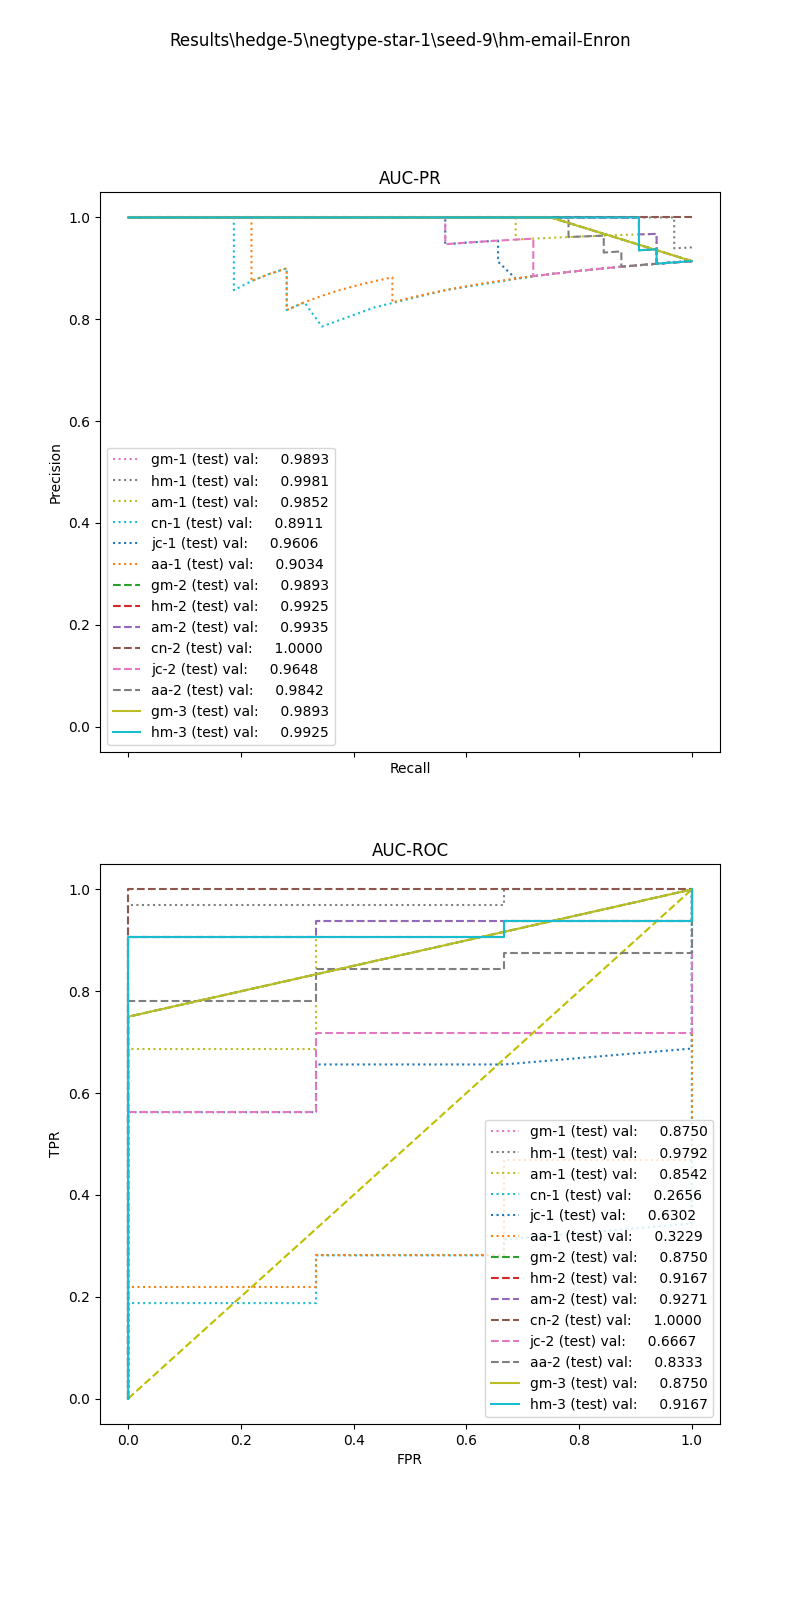 Results\hedge-5\negtype-star-1\seed-9\hm-email-Enron
AUC-PR
1.0
0.8
0.6
0.4
0.2
0.0
Precision
gm-1 (test) val: 0.9893
hm-1 (test) val: 0.9981
am-1 (test) val: 0.9852
cn-1 (test) val: 0.8911
jc-1 (test) val: 0.9606
aa-1 (test) val: 0.9034
gm-2 (test) val: 0.9893
hm-2 (test) val: 0.9925
am-2 (test) val: 0.9935
cn-2 (test) val: 1.0000
jc-2 (test) val: 0.9648
aa-2 (test) val: 0.9842
gm-3 (test) val: 0.9893
hm-3 (test) val: 0.9925
Recall
AUC-ROC
1.0
0.8
0.6
0.4
0.2
0.0
TPR
gm-1 (test) val: 0.8750
hm-1 (test) val: 0.9792
am-1 (test) val: 0.8542
cn-1 (test) val: 0.2656
jc-1 (test) val: 0.6302
aa-1 (test) val: 0.3229
gm-2 (test) val: 0.8750
hm-2 (test) val: 0.9167
am-2 (test) val: 0.9271
cn-2 (test) val: 1.0000
jc-2 (test) val: 0.6667
aa-2 (test) val: 0.8333
gm-3 (test) val: 0.8750
hm-3 (test) val: 0.9167
0.0 0.2 0.4 0.6 0.8 1.0
FPR